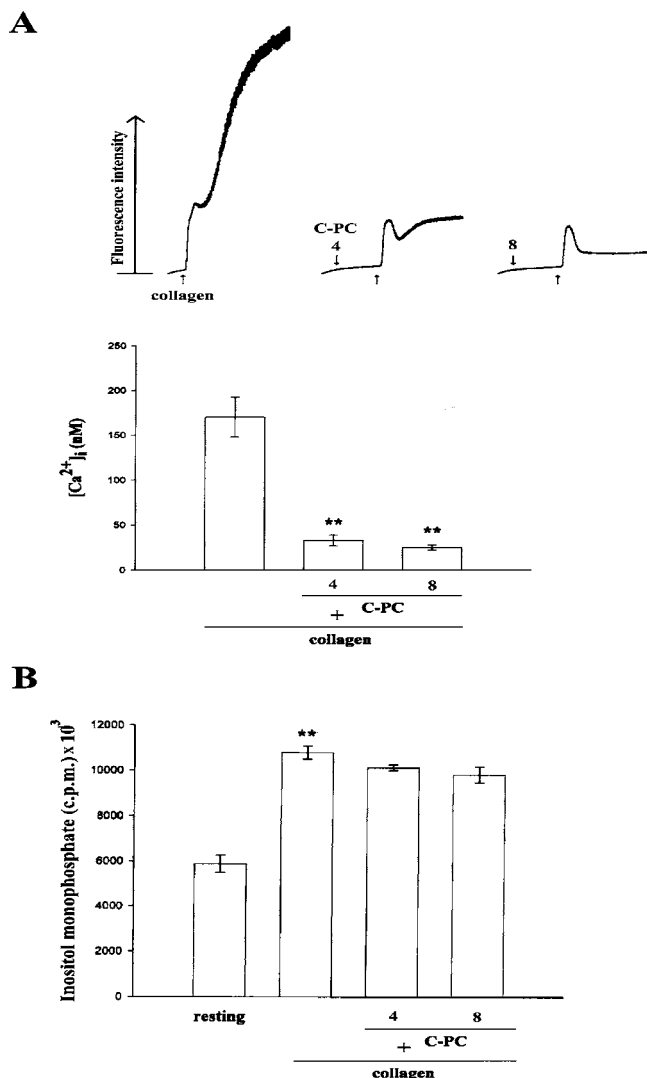 A
Fluorescence intensity
C-PC
4
8
collagen
250
200
150
100
50
0
[Ca2+]i (nM)
**
**
4
8
+
C-PC
collagen
B
12000
10000
8000
6000
4000
2000
0
Inositol monophosphate (c.p.m.) x 10³
**
resting
4
8
+
C-PC
collagen